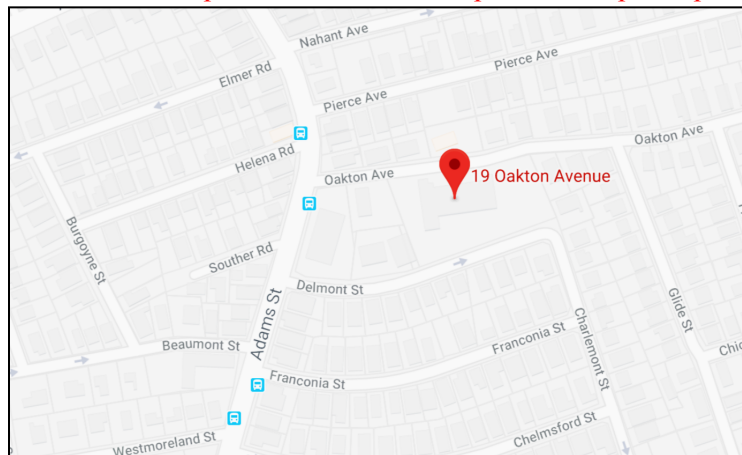 Nahant Ave
Pierce Ave
Elmer Rd
Pierce Ave
Oakton Ave
Helena Rd
Oakton Ave
19 Oakton Avenue
Burgoyne St
Souther Rd
Delmont St
Glide St
Adams St
Charlemont St
Beaumont St
Franconia St
Franconia St
Chelmsford St
Westmoreland St